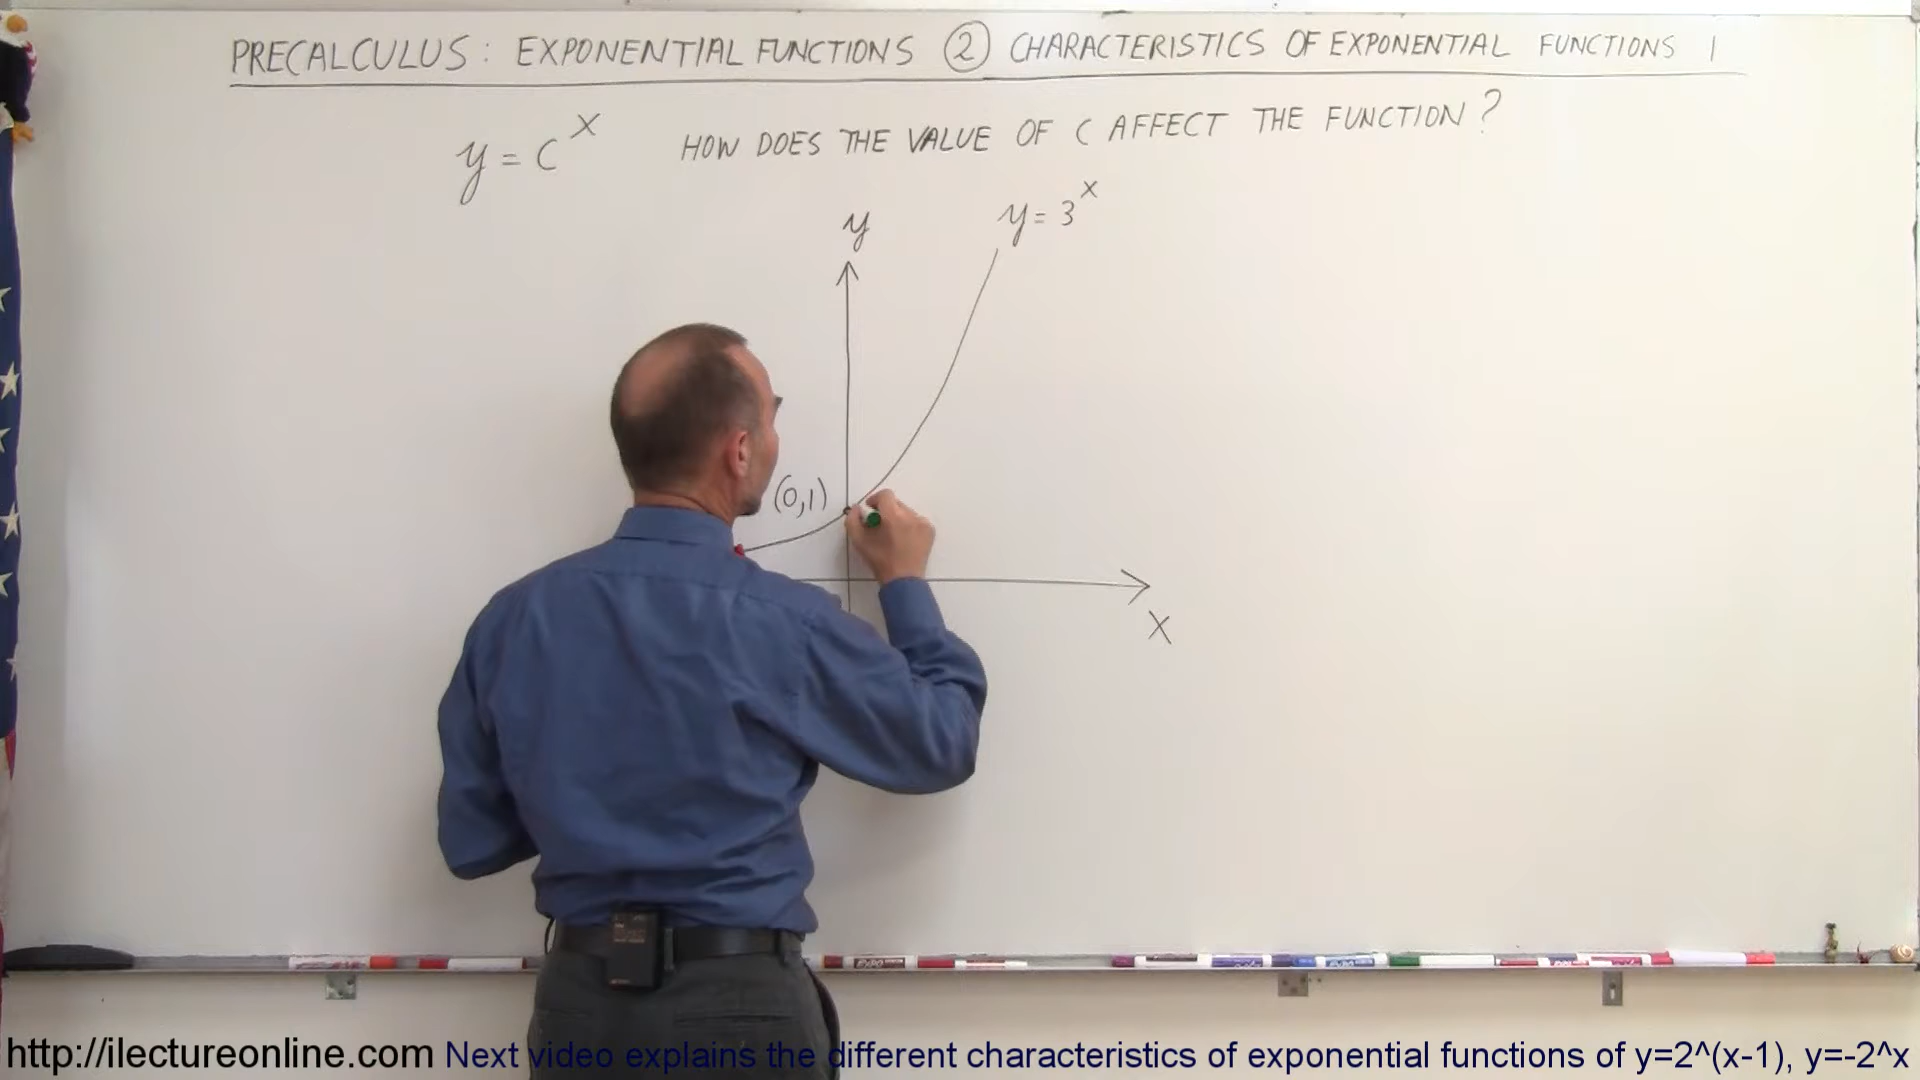 PRECALCULUS: EXPONENTIAL FUNCTIONS ② CHARACTERISTICS OF EXPONENTIAL FUNCTIONS 1
y = C^x HOW DOES THE VALUE OF C AFFECT THE FUNCTION?
y = 3^x
y
(0,1)
x
http://ilectureonline.com Next video explains the different characteristics of exponential functions of y=2^(x-1), y=-2^x